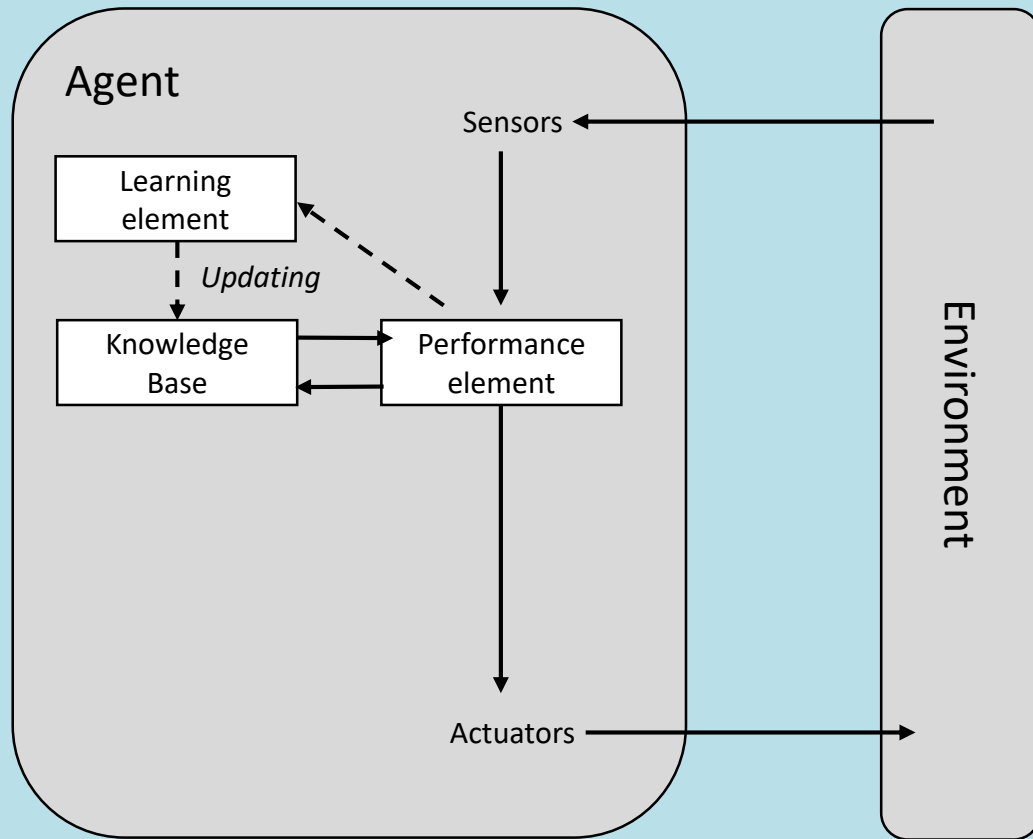 Agent
Sensors
Learning
element
Updating
Knowledge
Base
Performance
element
Environment
Actuators